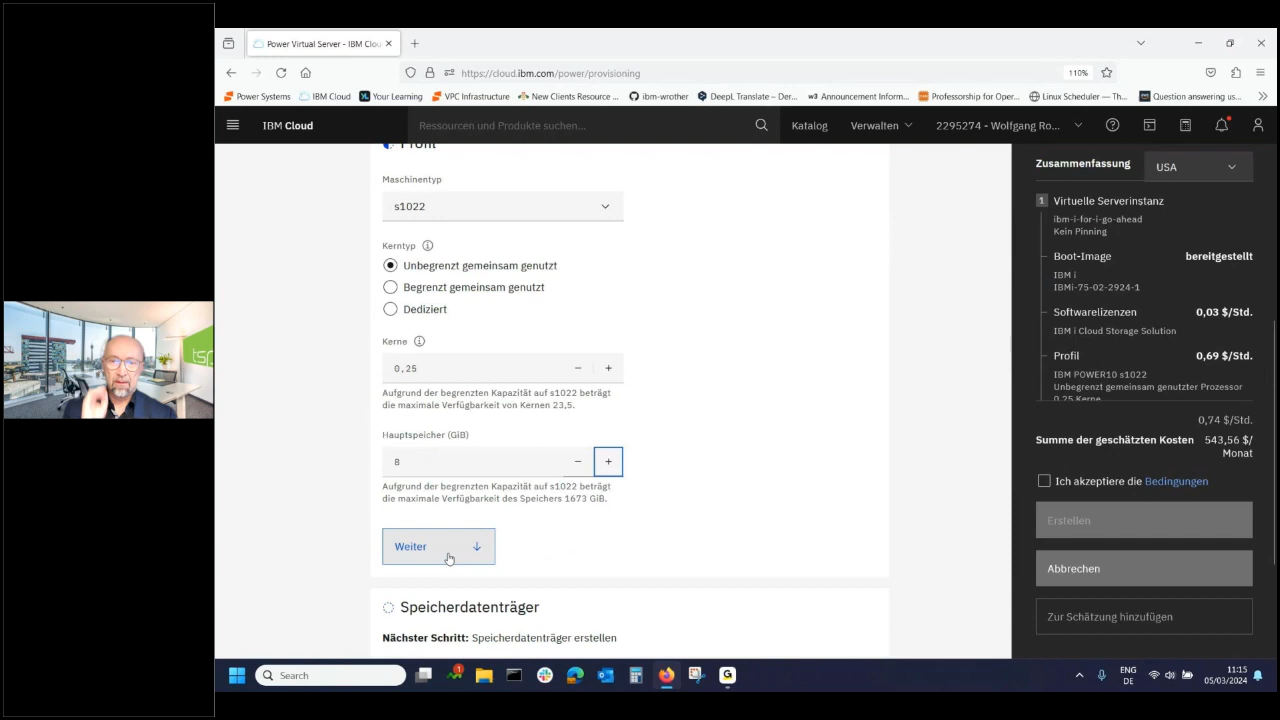 Power Virtual Server - IBM Clou
https://cloud.ibm.com/power/provisioning
110%
Power Systems
IBM Cloud
Your Learning
VPC Infrastructure
New Clients Resource ...
ibm-wrother
DeepL Translate – Der...
w3 Announcement Inform...
Professorship for Oper...
Linux Scheduler — Th...
Question answering us...
IBM Cloud
Ressourcen und Produkte suchen...
Katalog
Verwalten
2295274 - Wolfgang Ro...
Profil
Maschinentyp
s1022
Kerntyp
Unbegrenzt gemeinsam genutzt
Begrenzt gemeinsam genutzt
Dediziert
Kerne
0,25
Aufgrund der begrenzten Kapazität auf s1022 beträgt
die maximale Verfügbarkeit von Kernen 23,5.
Hauptspeicher (GiB)
8
Aufgrund der begrenzten Kapazität auf s1022 beträgt
die maximale Verfügbarkeit des Speichers 1673 GiB.
Weiter
Speicherdatenträger
Nächster Schritt: Speicherdatenträger erstellen
Zusammenfassung
USA
1 Virtuelle Serverinstanz
ibm-i-for-i-go-ahead
Kein Pinning
Boot-Image bereitgestellt
IBM i
IBMi-75-02-2924-1
Softwarelizenzen 0,03 $/Std.
IBM i Cloud Storage Solution
Profil 0,69 $/Std.
IBM POWER10 s1022
Unbegrenzt gemeinsam genutzter Prozessor
0,25 Kerne
0,74 $/Std.
Summe der geschätzten Kosten 543,56 $/
Monat
Ich akzeptiere die Bedingungen
Erstellen
Abbrechen
Zur Schätzung hinzufügen
tsp
Search
1
G
ENG
DE
11:15
05/03/2024